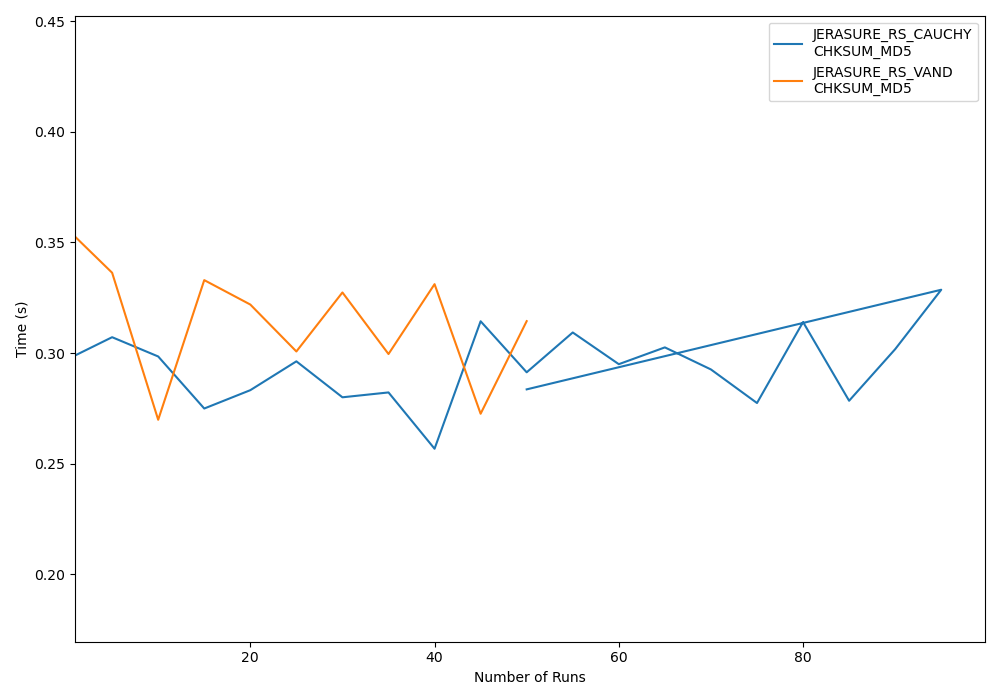 JERASURE_RS_CAUCHY
CHKSUM_MD5
JERASURE_RS_VAND
CHKSUM_MD5
0.45
0.40
0.35
0.30
0.25
0.20
Time (s)
20 40 60 80
Number of Runs